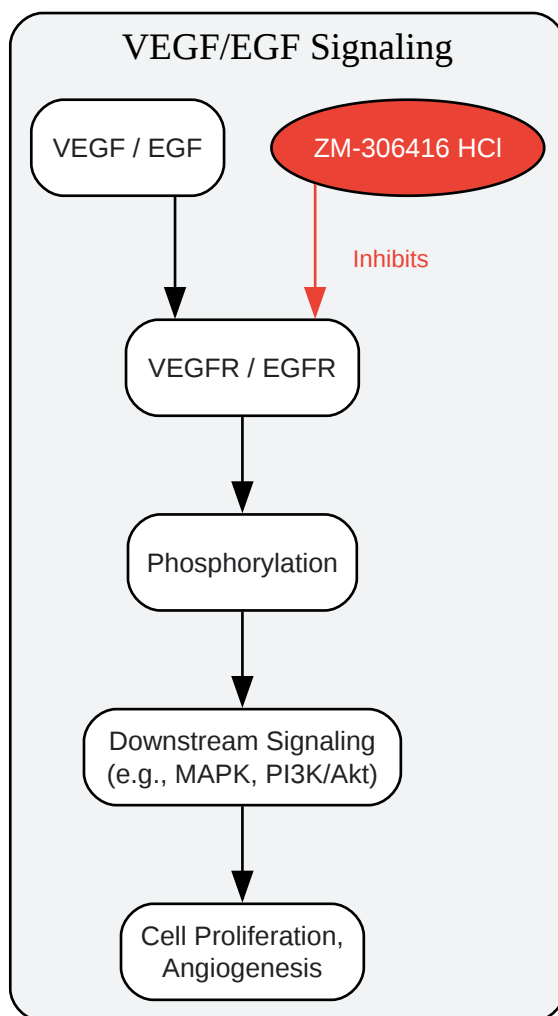 VEGF/EGF Signaling
VEGF / EGF
ZM-306416 HCl
Inhibits
VEGFR / EGFR
Phosphorylation
Downstream Signaling
(e.g., MAPK, PI3K/Akt)
Cell Proliferation,
Angiogenesis